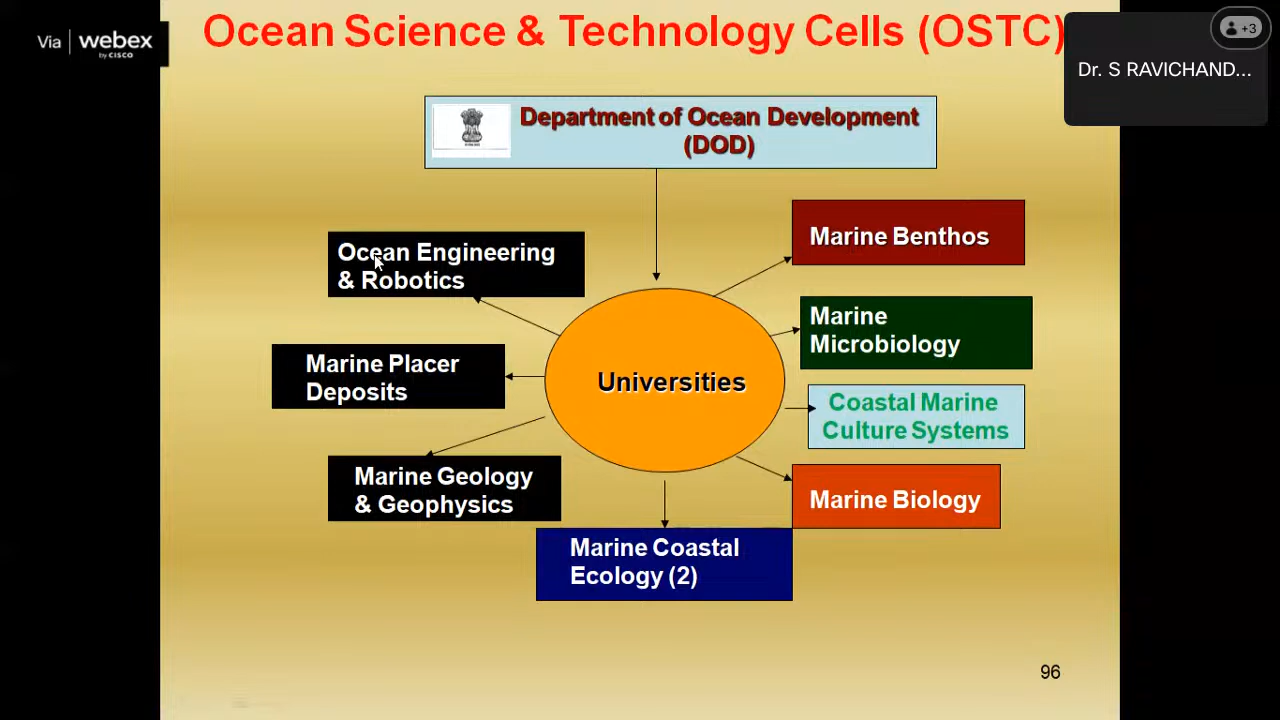 Via webex
by CISCO
Ocean Science & Technology Cells (OSTC)
+3
Dr. S RAVICHAND...
Department of Ocean Development
(DOD)
Ocean Engineering
& Robotics
Marine Benthos
Marine
Microbiology
Marine Placer
Deposits
Universities
Coastal Marine
Culture Systems
Marine Geology
& Geophysics
Marine Biology
Marine Coastal
Ecology (2)
96